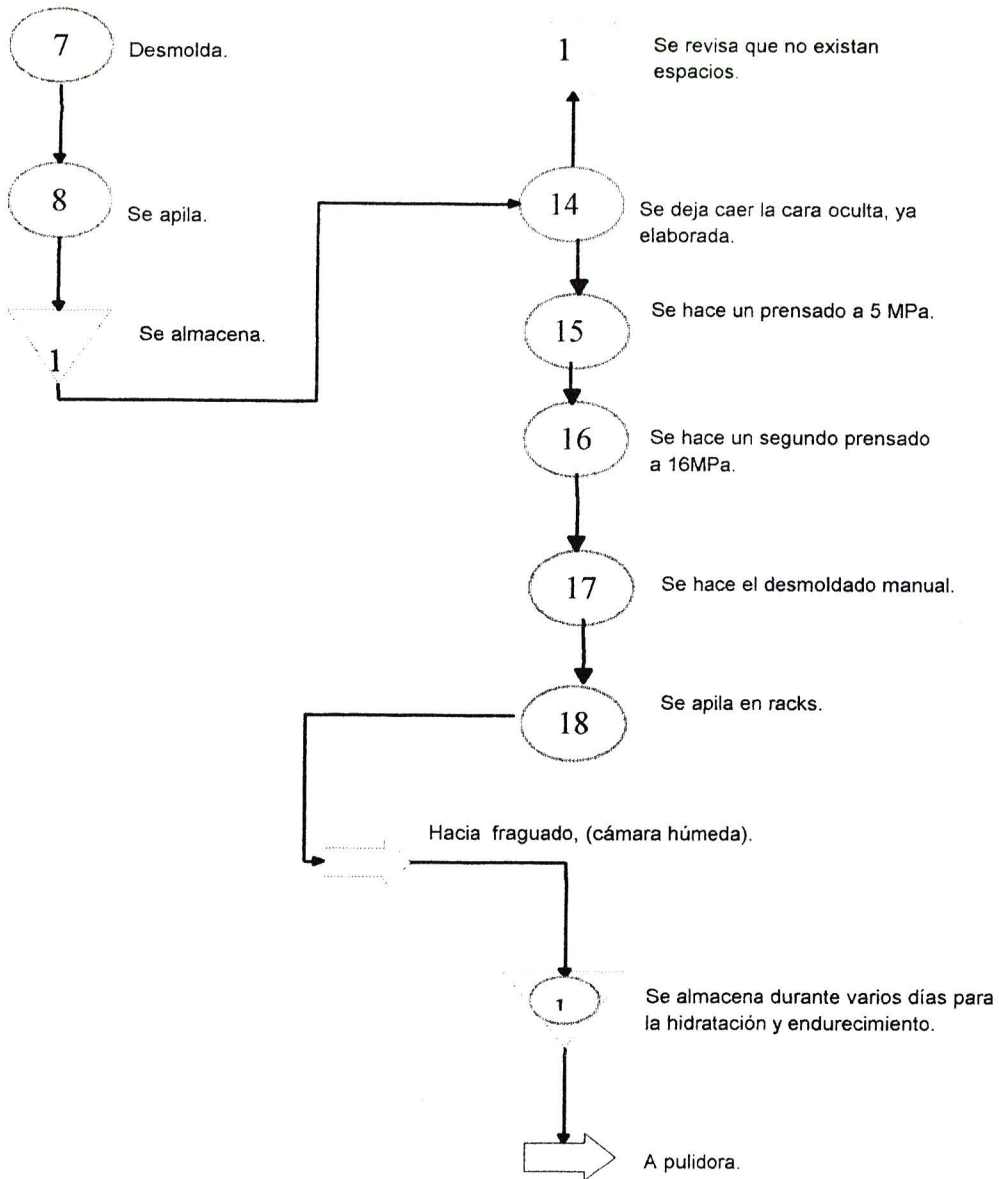 7
Desmolda.
8
Se apila.
1
Se almacena.
1
Se revisa que no existan
espacios.
14
Se deja caer la cara oculta, ya
elaborada.
15
Se hace un prensado a 5 MPa.
16
Se hace un segundo prensado
a 16MPa.
17
Se hace el desmoldado manual.
18
Se apila en racks.
Hacia fraguado, (cámara húmeda).
1
Se almacena durante varios días para
la hidratación y endurecimiento.
A pulidora.